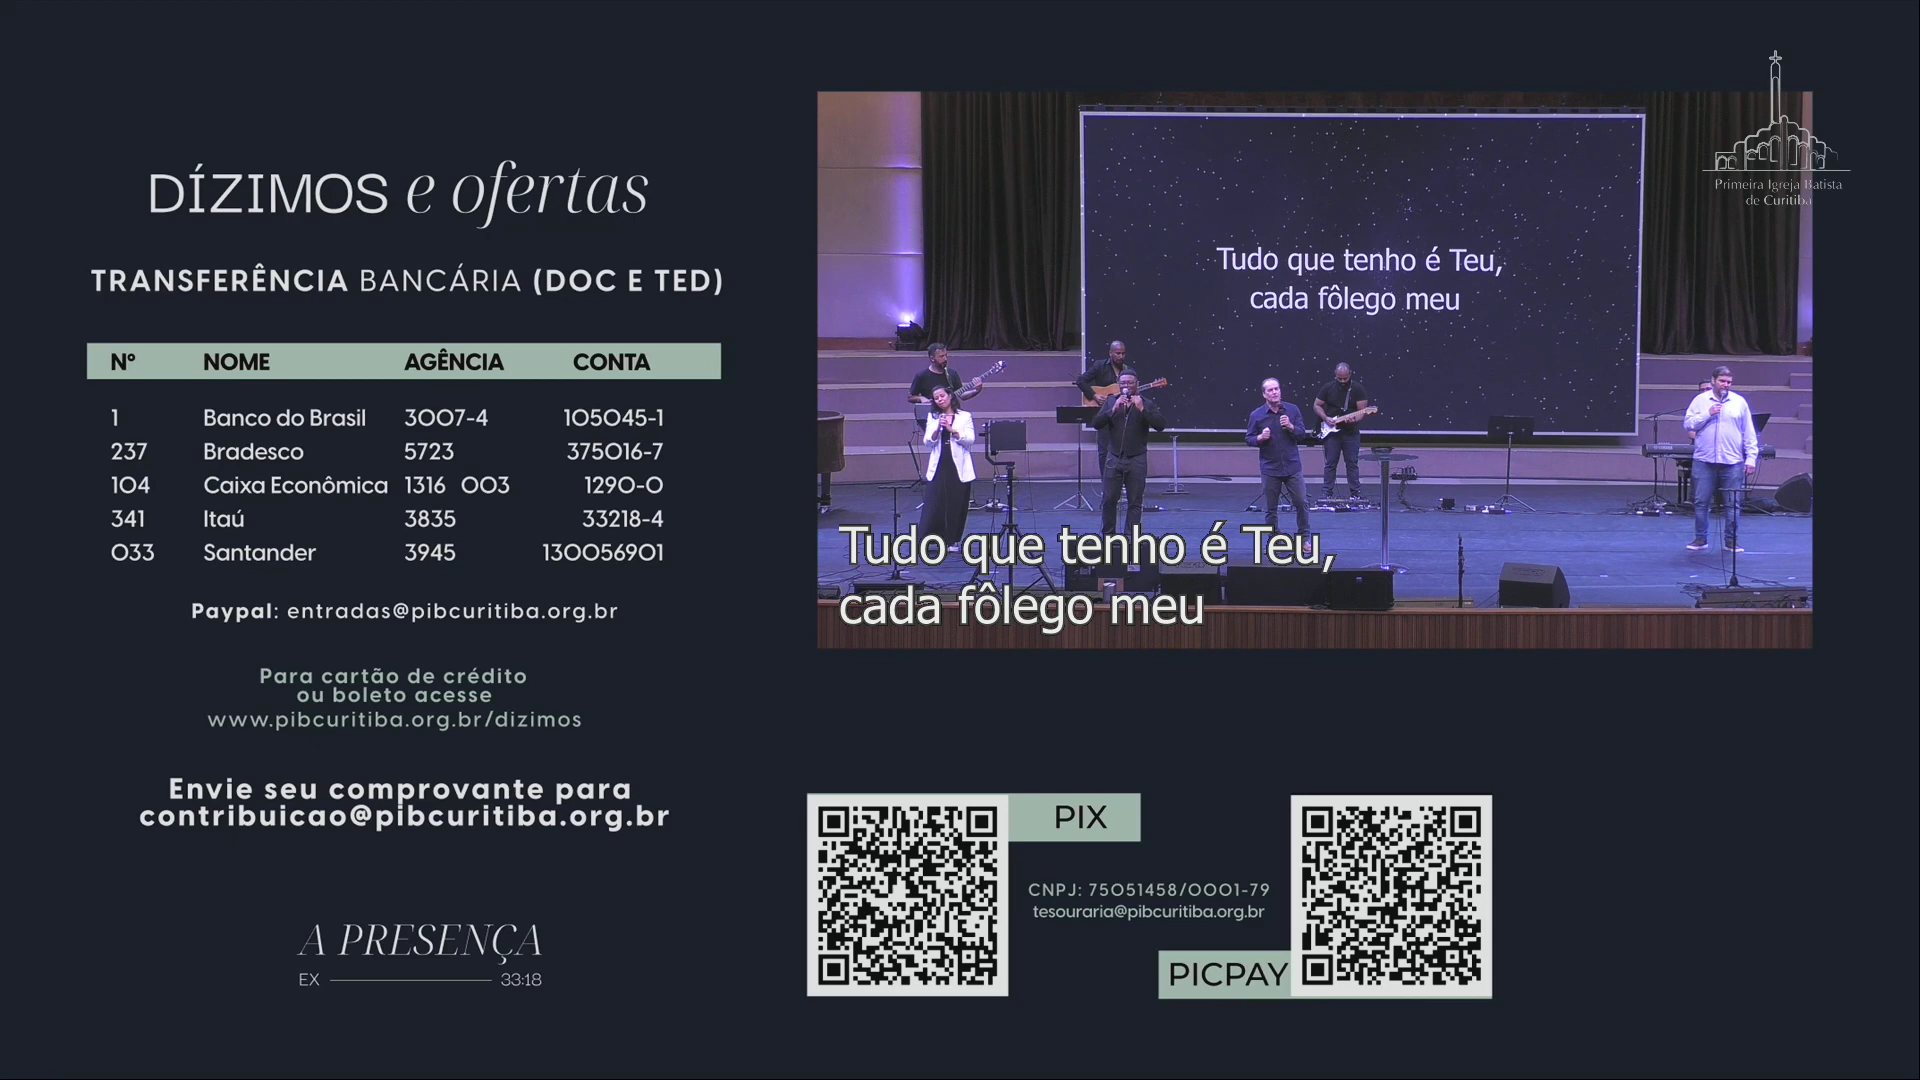 DÍZIMOS e ofertas
TRANSFERÊNCIA BANCÁRIA (DOC E TED)
Nº NOME AGÊNCIA CONTA
1 Banco do Brasil 3007-4 105045-1
237 Bradesco 5723 375016-7
104 Caixa Econômica 1316 003 1290-0
341 Itaú 3835 33218-4
033 Santander 3945 130056901
Paypal: entradas@pibcuritiba.org.br
Para cartão de crédito
ou boleto acesse
www.pibcuritiba.org.br/dizimos
Envie seu comprovante para
contribuicao@pibcuritiba.org.br
A PRESENÇA
EX 33:18
Primeira Igreja Batista
de Curitiba
Tudo que tenho é Teu,
cada fôlego meu
Tudo que tenho é Teu,
cada fôlego meu
PIX
CNPJ: 75051458/0001-79
tesouraria@pibcuritiba.org.br
PICPAY